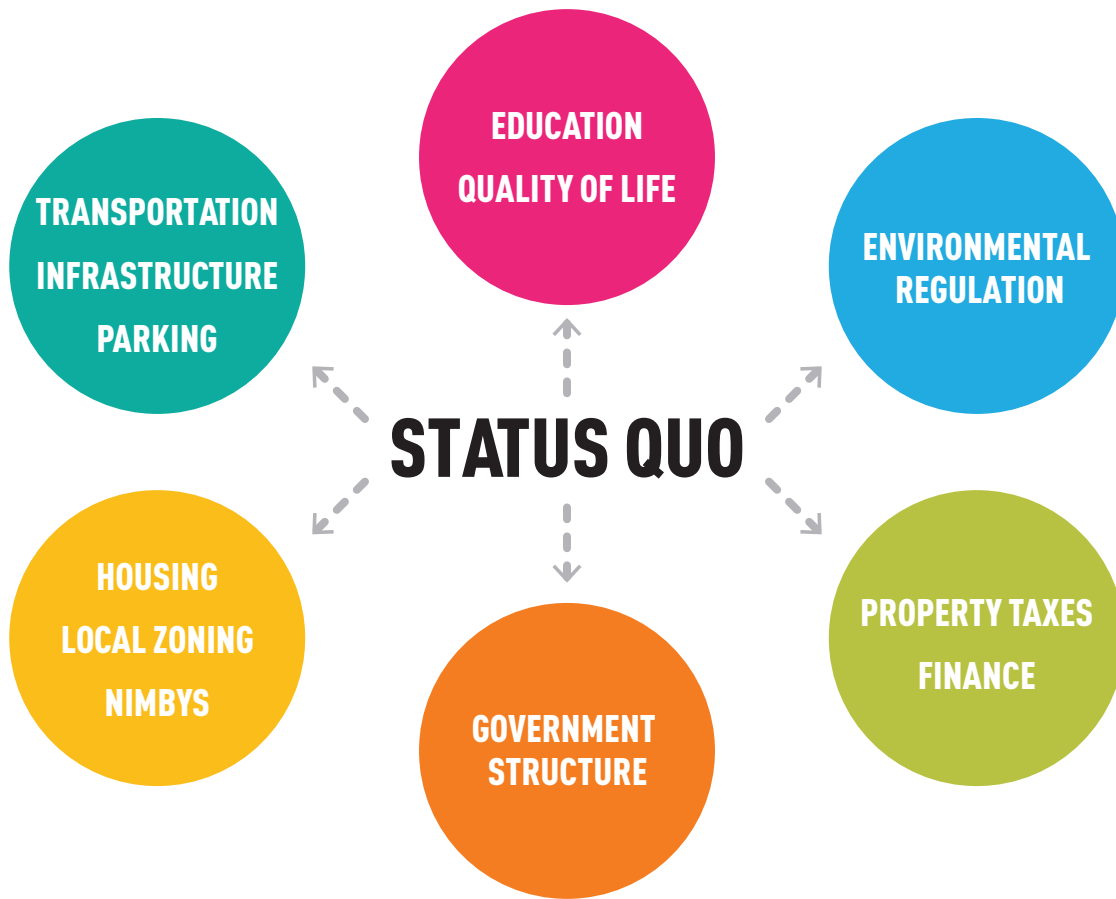 EDUCATION
QUALITY OF LIFE
TRANSPORTATION
INFRASTRUCTURE
PARKING
ENVIRONMENTAL
REGULATION
STATUS QUO
HOUSING
LOCAL ZONING
NIMBYS
PROPERTY TAXES
FINANCE
GOVERNMENT
STRUCTURE